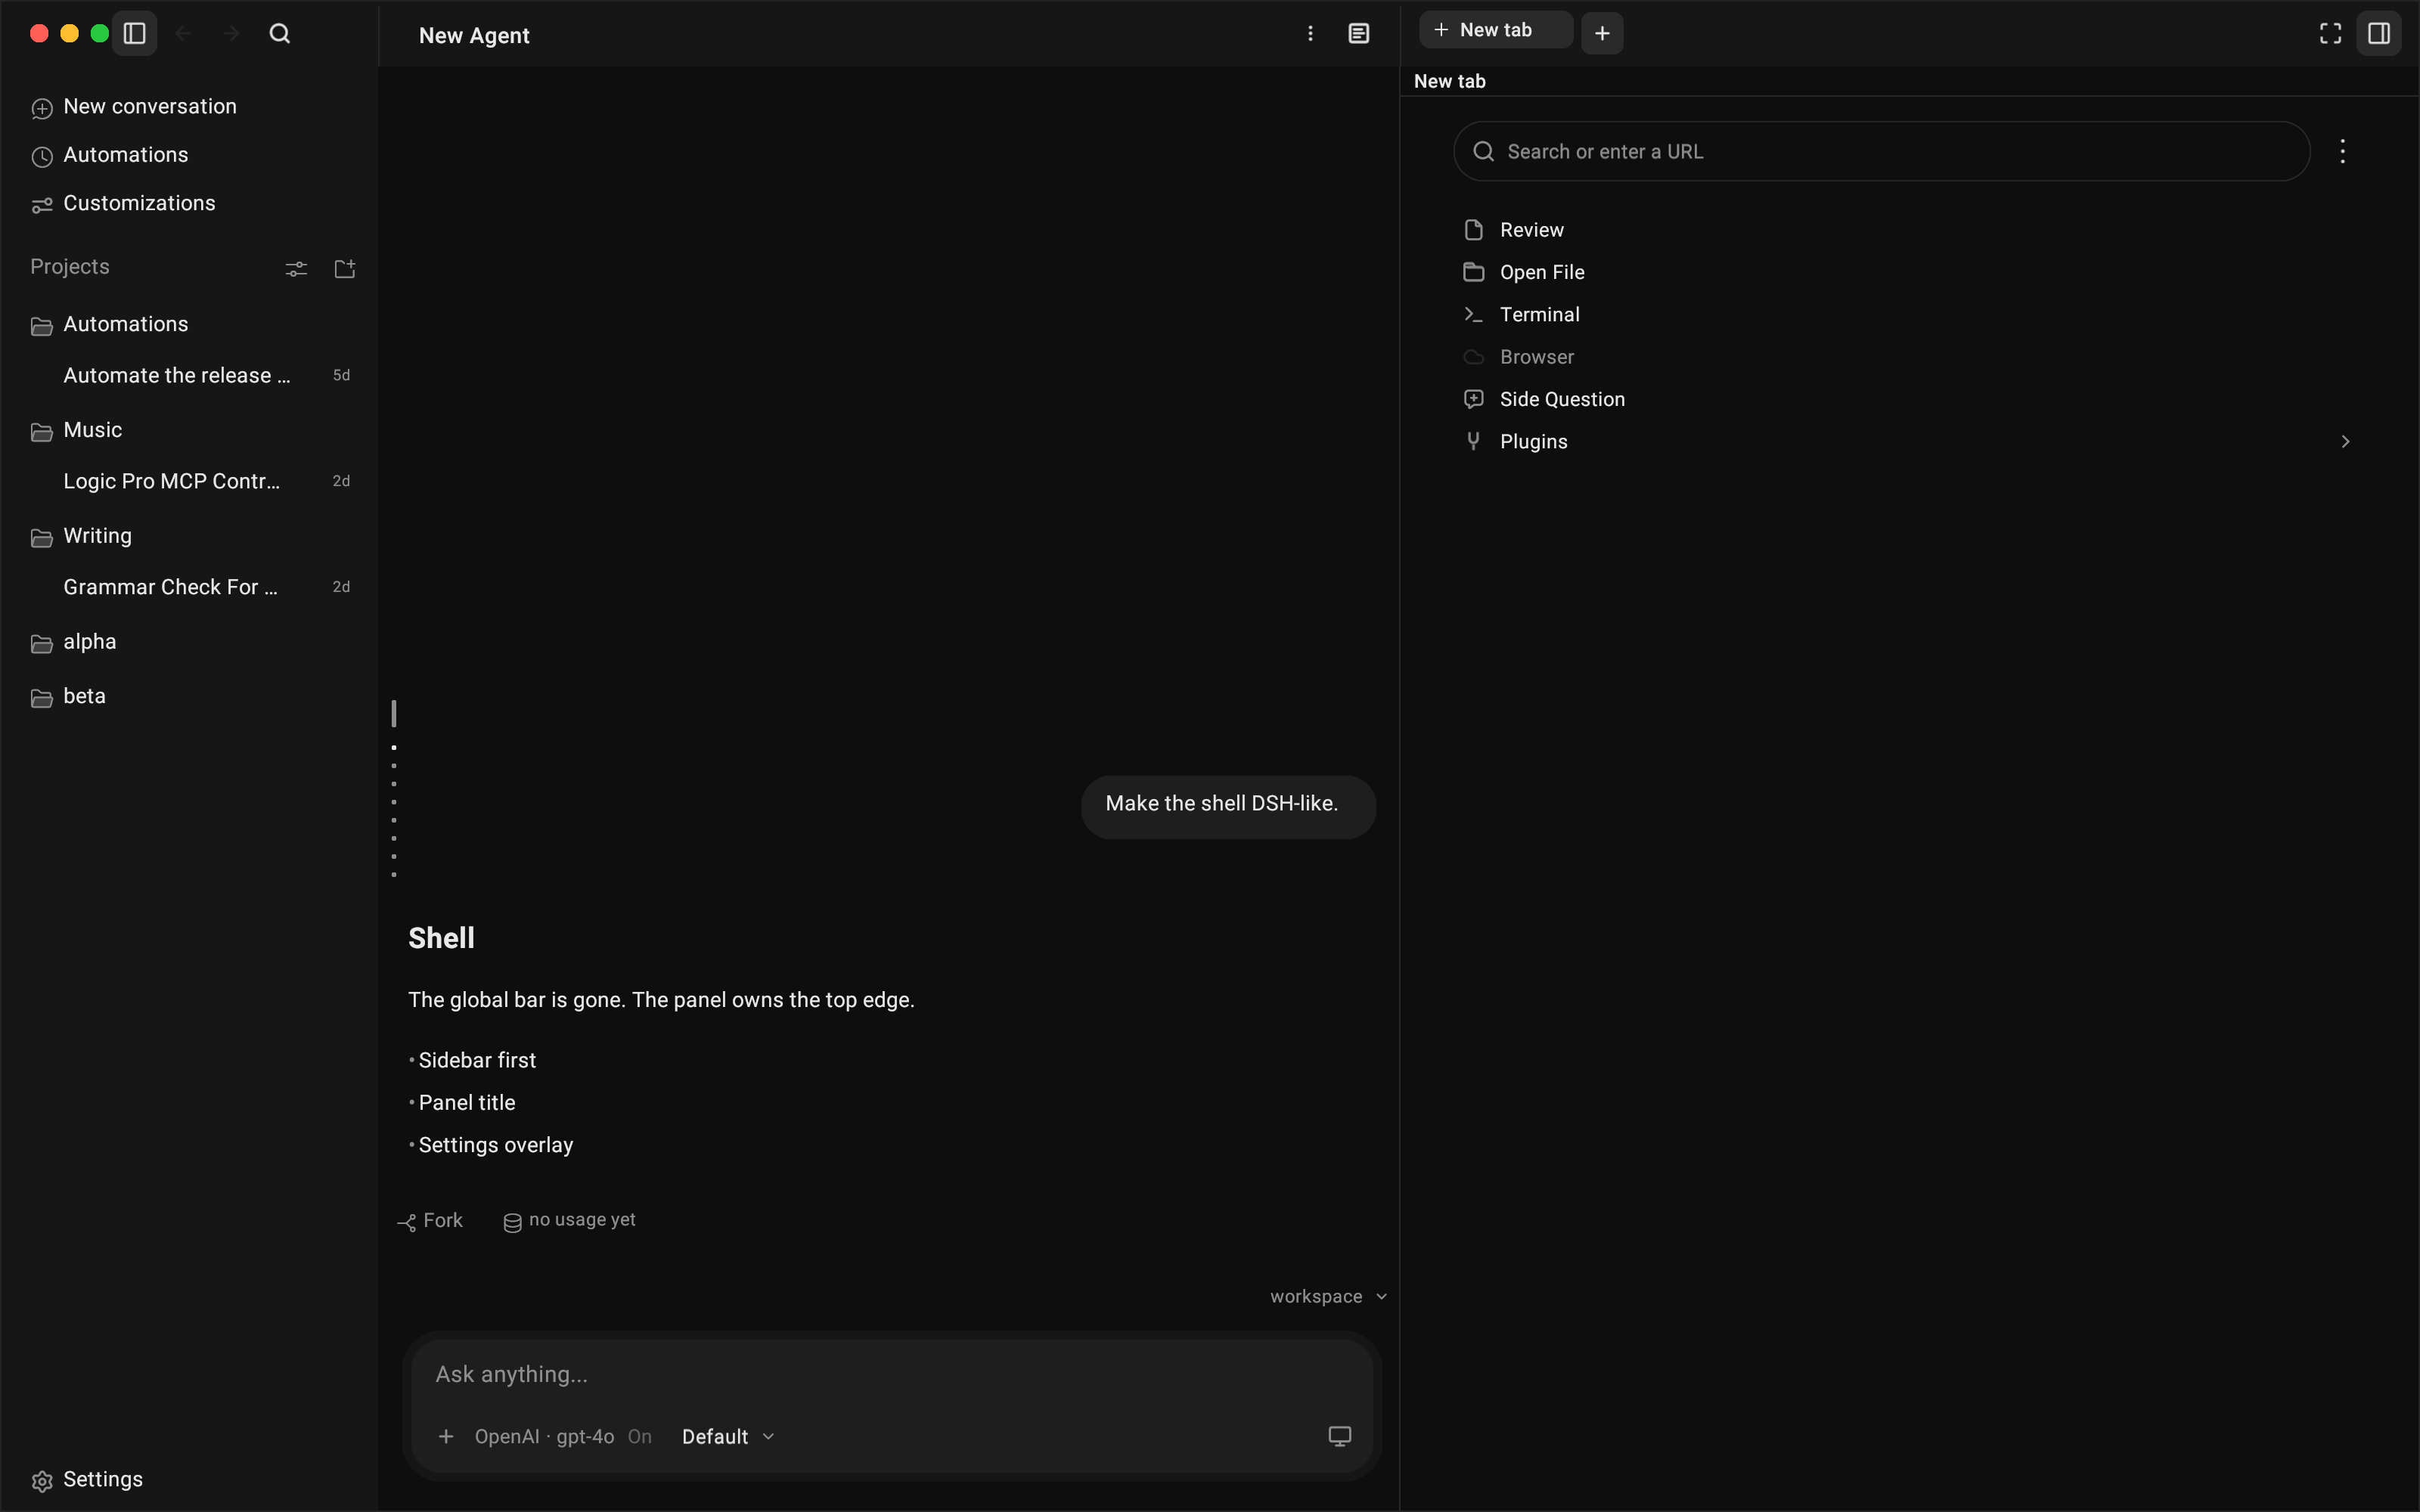 New Agent
New tab
New tab
New conversation
Automations
Customizations
Projects
Automations
Automate the release ... 5d
Music
Logic Pro MCP Contr... 2d
Writing
Grammar Check For ... 2d
alpha
beta
Settings
Make the shell DSH-like.
Shell
The global bar is gone. The panel owns the top edge.
• Sidebar first
• Panel title
• Settings overlay
Fork no usage yet
workspace
Ask anything...
OpenAI · gpt-4o On Default
Search or enter a URL
Review
Open File
Terminal
Browser
Side Question
Plugins